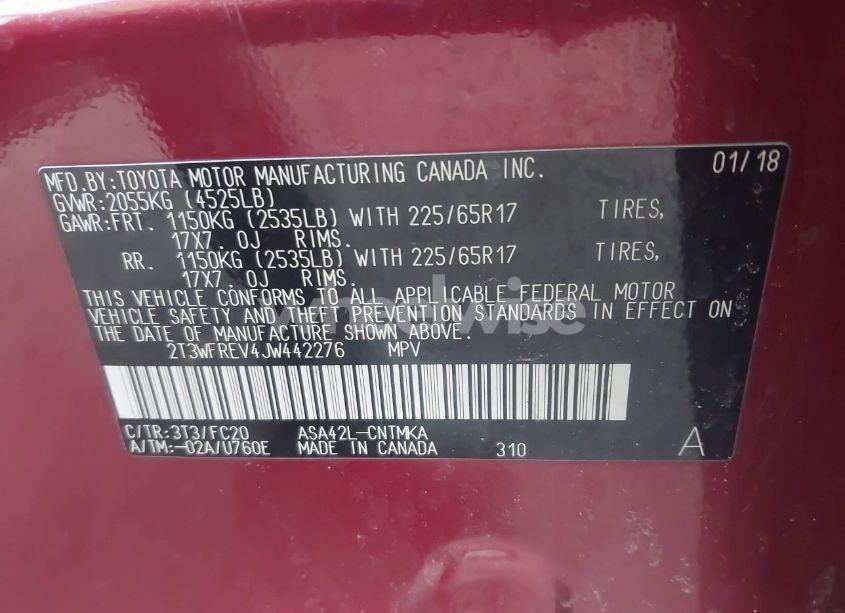 MFD.BY:TOYOTA MOTOR MANUFACTURING CANADA INC. 01/18
GVWR:2055KG (4525LB)
GAWR:FRT. 1150KG (2535LB) WITH 225/65R17 TIRES,
17X7.0J RIMS.
RR. 1150KG (2535LB) WITH 225/65R17 TIRES,
17X7.0J RIMS.
THIS VEHICLE CONFORMS TO ALL APPLICABLE FEDERAL MOTOR
VEHICLE SAFETY AND THEFT PREVENTION STANDARDS IN EFFECT ON
THE DATE OF MANUFACTURE SHOWN ABOVE.
2T3WFREV4JW442276 MPV
C/TR:3T3/FC20 ASA42L-CNTMKA
A/TM:-02A/U760E MADE IN CANADA 310 A